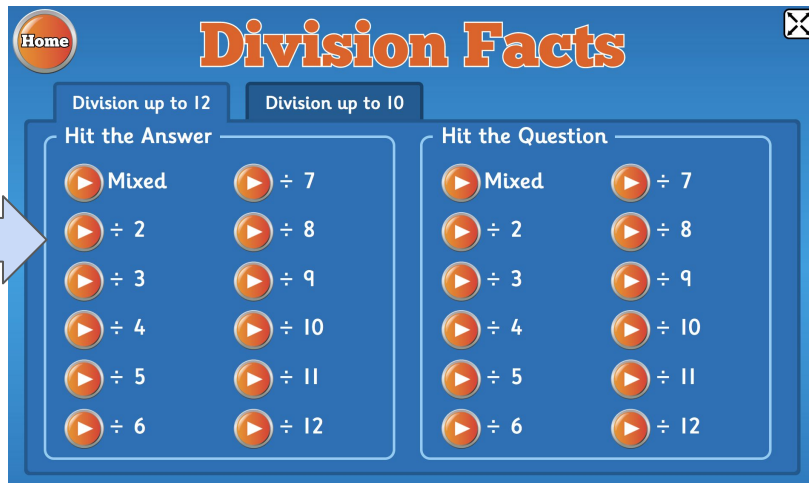 Home
Division Facts
Division up to 12
Division up to 10
Hit the Answer
Mixed
÷ 2
÷ 3
÷ 4
÷ 5
÷ 6
÷ 7
÷ 8
÷ 9
÷ 10
÷ 11
÷ 12
Hit the Question
Mixed
÷ 2
÷ 3
÷ 4
÷ 5
÷ 6
÷ 7
÷ 8
÷ 9
÷ 10
÷ 11
÷ 12